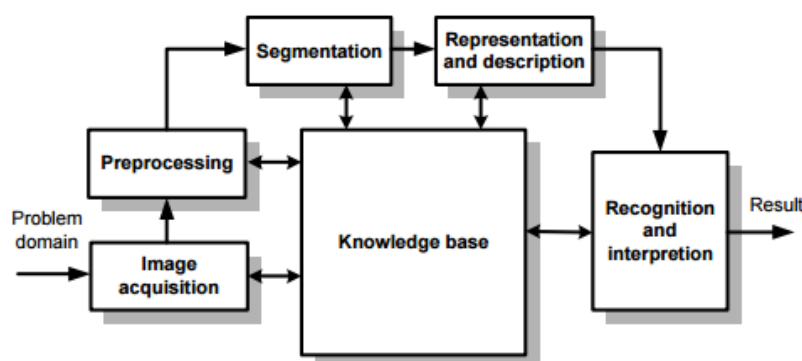 Segmentation
Representation
and description
Preprocessing
Problem
domain
Image
acquisition
Knowledge base
Recognition
and
interpretion
Result